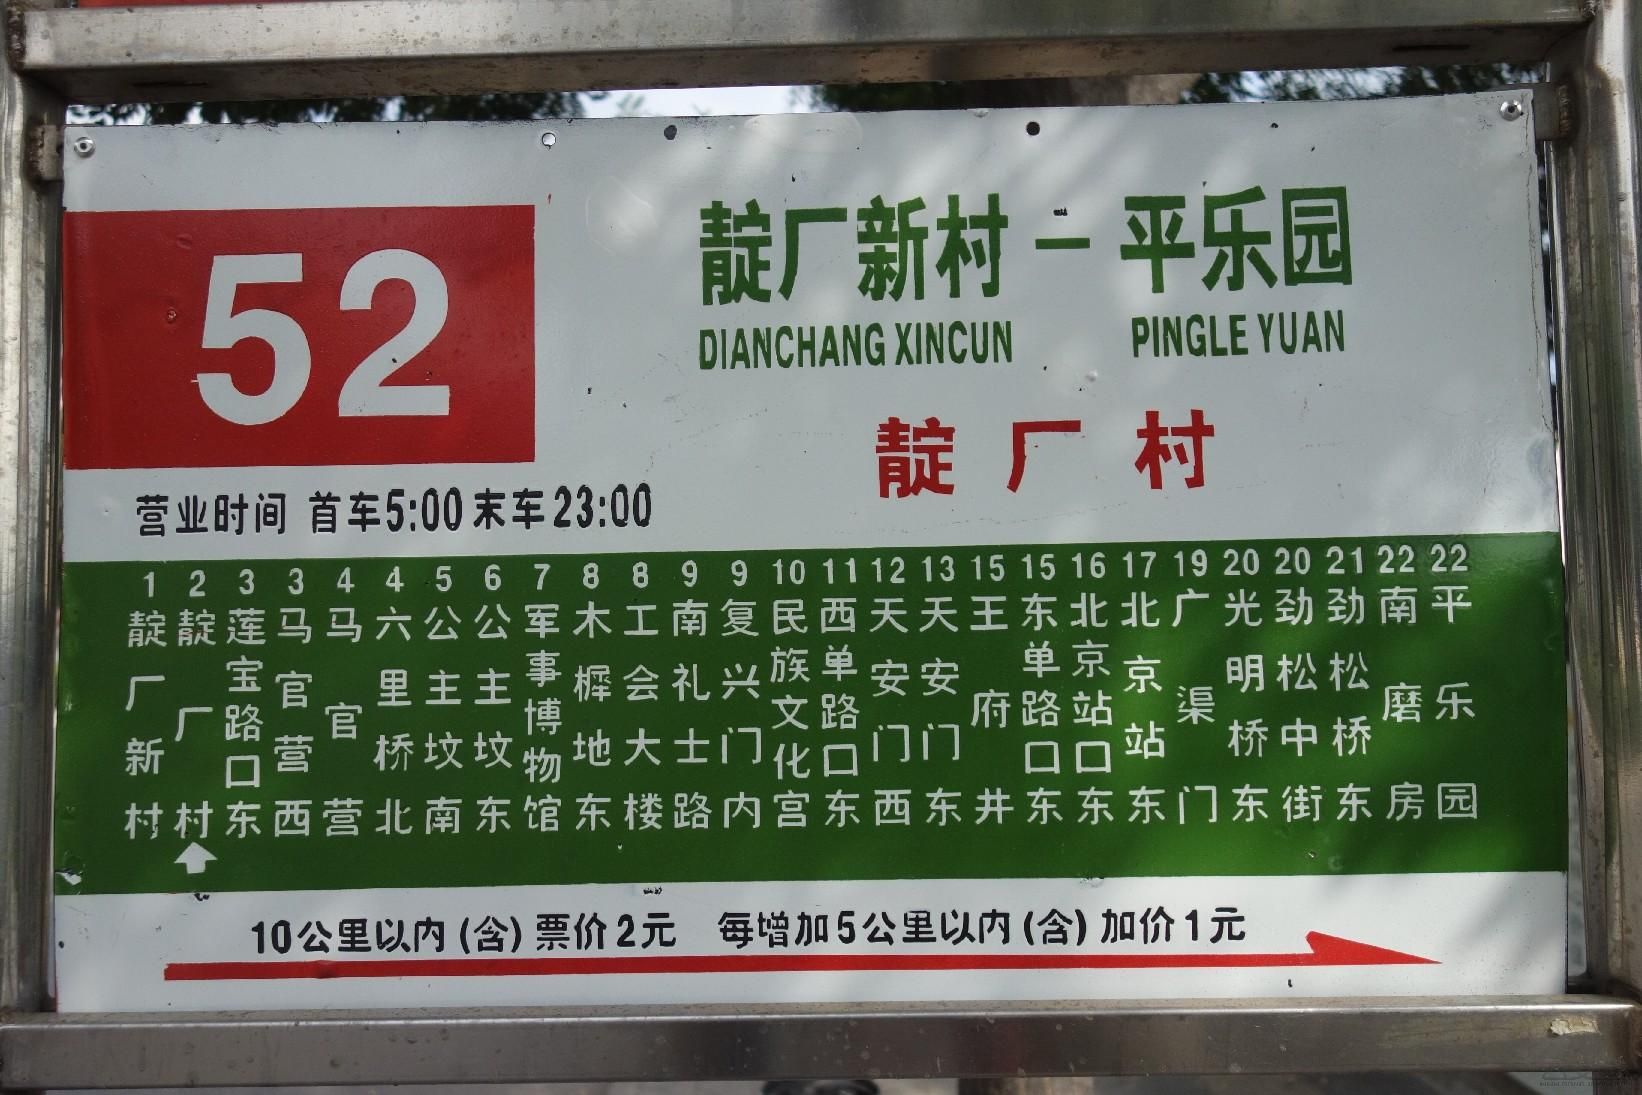 52
靛厂新村 - 平乐园
DIANCHANG XINCUN PINGLE YUAN
靛厂村
营业时间 首车5:00 末车23:00
1 靛厂新村
2 靛厂村
3 莲宝路口东
3 马官营西
4 马官营
4 六里桥北
5 公主坟南
6 公主坟东
7 军事博物馆
8 木樨地东
8 工会大楼
9 南礼士路
9 复兴门内
10 民族文化宫
11 西单路口东
12 天安门西
13 天安门东
15 王府井
15 东单路口东
16 北京站口东
17 北京站东
19 广渠门
20 光明桥东
20 劲松中街
21 劲松桥东
22 南磨房
22 平乐园
10公里以内(含)票价2元 每增加5公里以内(含)加价1元